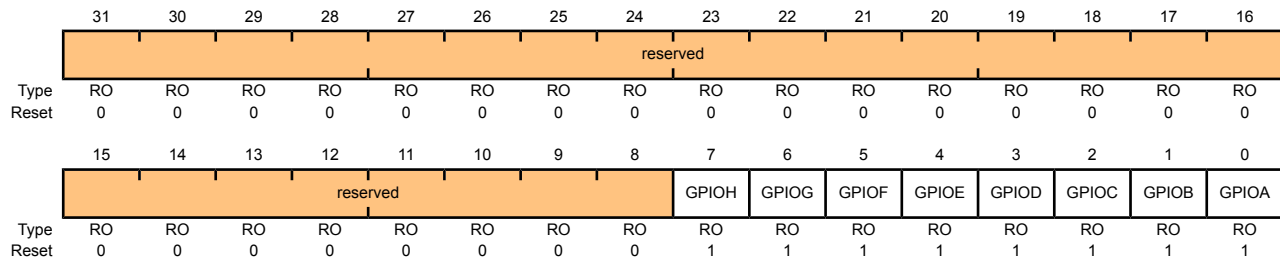 31 30 29 28 27 26 25 24 23 22 21 20 19 18 17 16
reserved
Type RO RO RO RO RO RO RO RO RO RO RO RO RO RO RO RO
Reset 0 0 0 0 0 0 0 0 0 0 0 0 0 0 0 0
15 14 13 12 11 10 9 8 7 6 5 4 3 2 1 0
reserved GPIOH GPIOG GPIOF GPIOE GPIOD GPIOC GPIOB GPIOA
Type RO RO RO RO RO RO RO RO RO RO RO RO RO RO RO RO
Reset 0 0 0 0 0 0 0 0 1 1 1 1 1 1 1 1